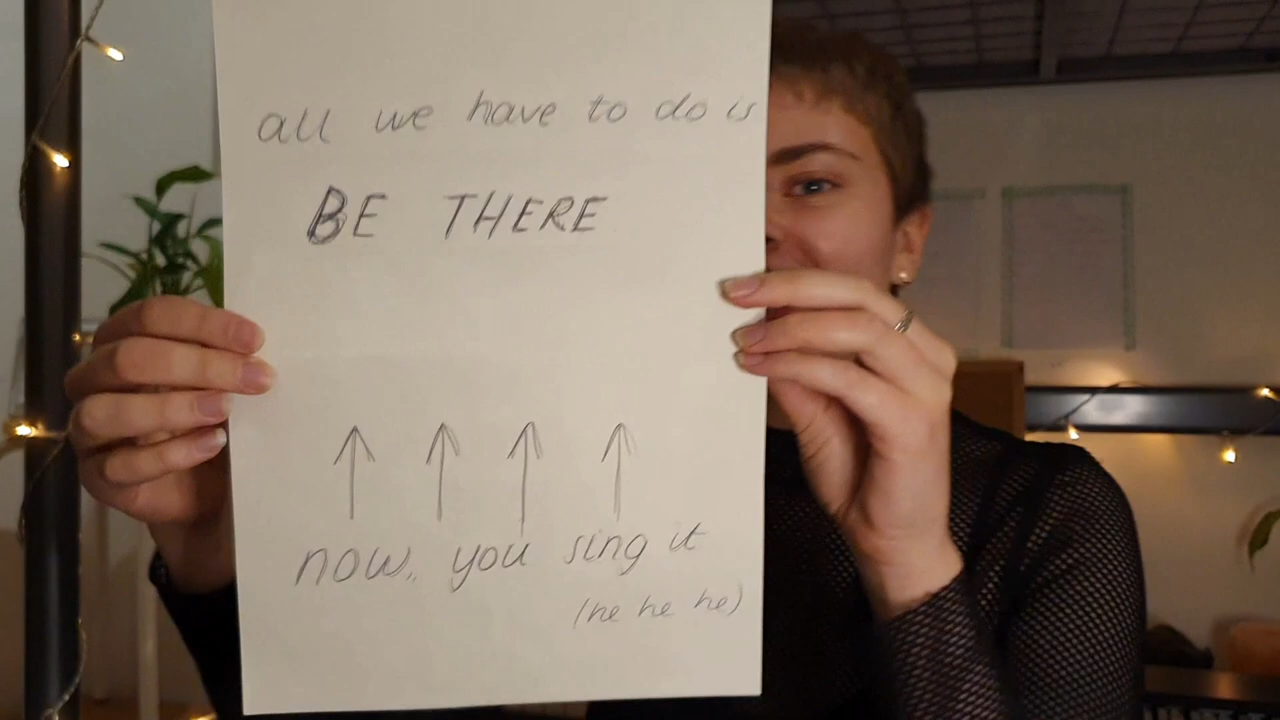 all we have to do is
BE THERE
↑ ↑ ↑ ↑
now, you sing it
(he he he)